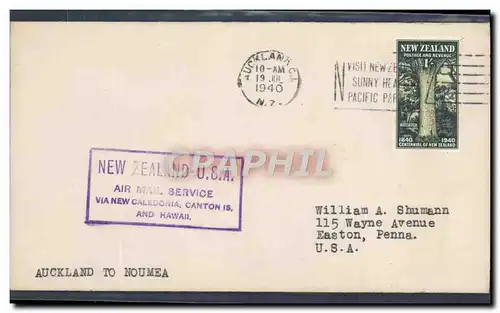 AUCKLAND C.1
10-AM
19 JUL
1940
N.Z.
VISIT NEW ZE
SUNNY HEA
PACIFIC PAR
NEW ZEALAND
POSTAGE AND REVENUE
1840 1940
CENTENNIAL OF NEW ZEALAND
CPAPHIL
NEW ZEALAND-U.S.A.
AIR MAIL SERVICE
VIA NEW CALEDONIA, CANTON IS.
AND HAWAII.
William A. Shumann
115 Wayne Avenue
Easton, Penna.
U.S.A.
AUCKLAND TO NOUMEA